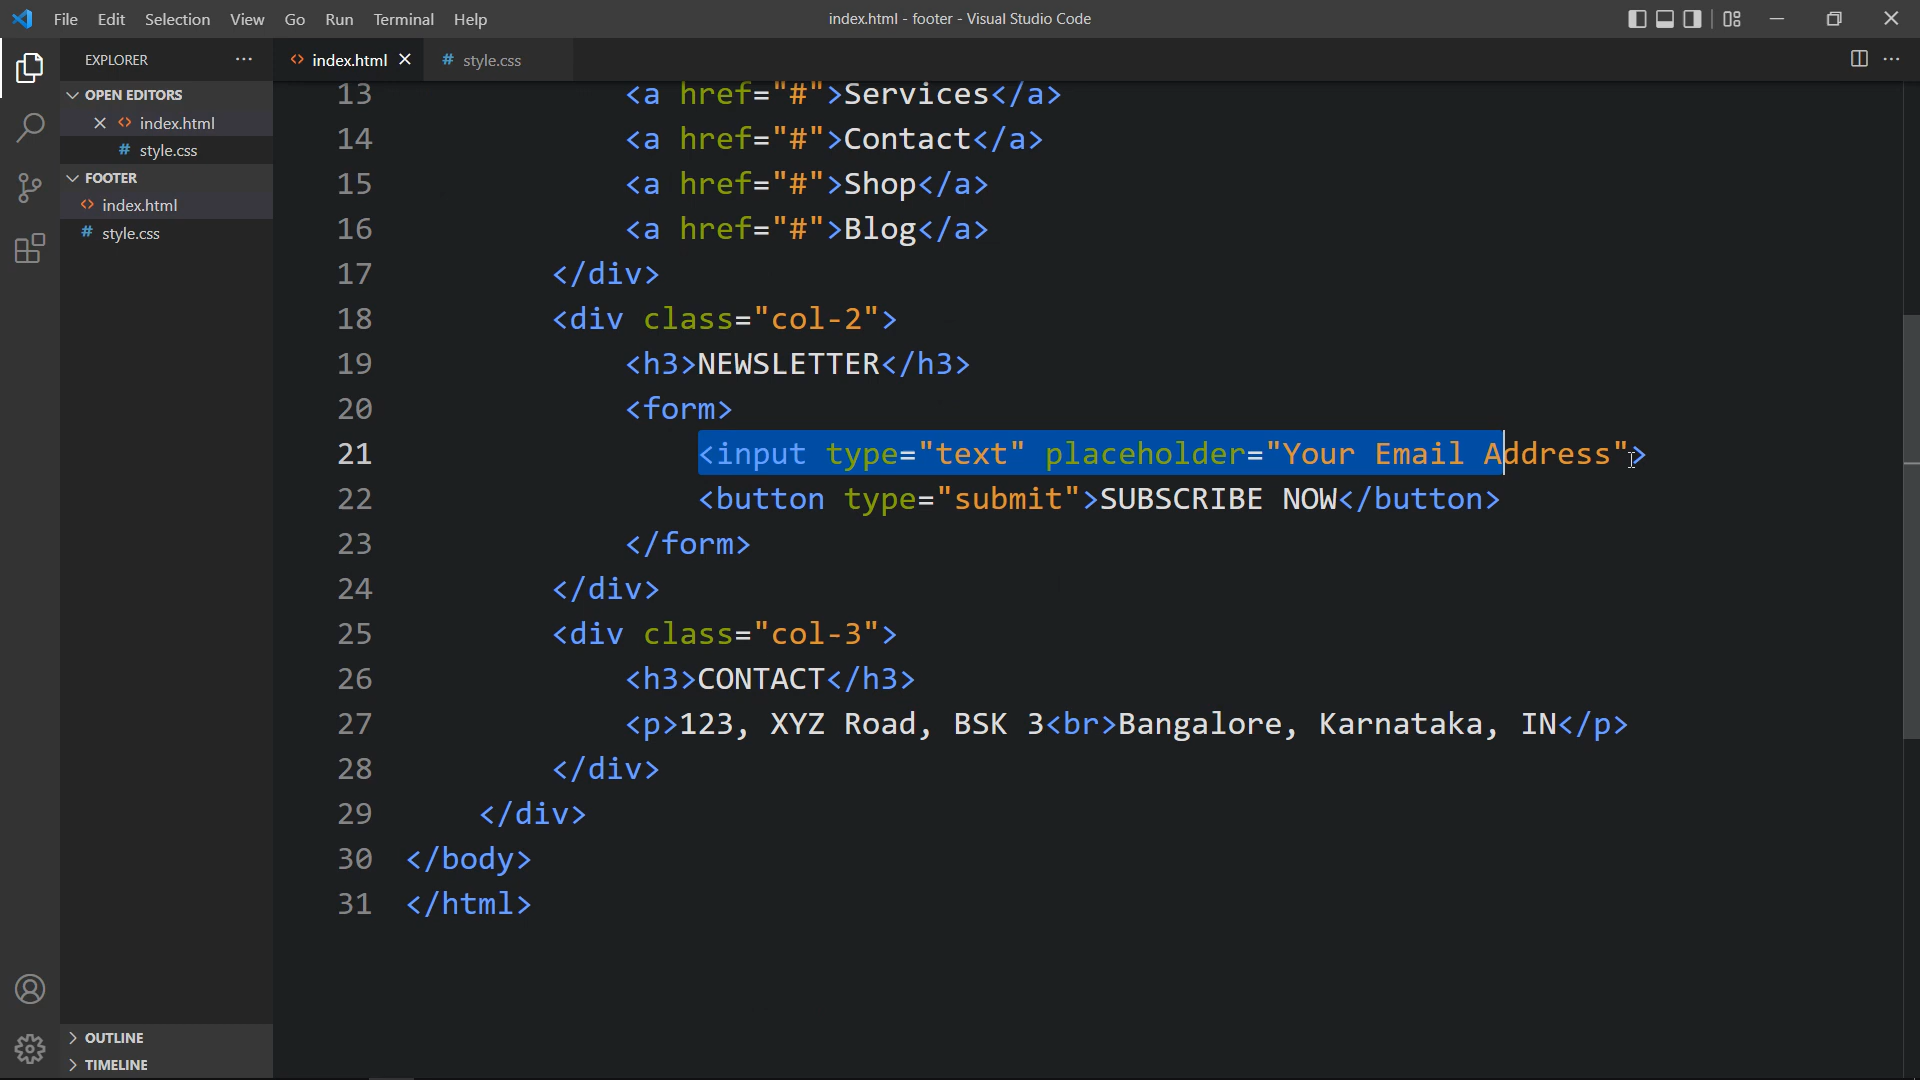 File Edit Selection View Go Run Terminal Help
index.html - footer - Visual Studio Code
EXPLORER
OPEN EDITORS
index.html
# style.css
FOOTER
index.html
# style.css
OUTLINE
TIMELINE
index.html
# style.css
13 <a href="#">Services</a>
14 <a href="#">Contact</a>
15 <a href="#">Shop</a>
16 <a href="#">Blog</a>
17 </div>
18 <div class="col-2">
19 <h3>NEWSLETTER</h3>
20 <form>
21 <input type="text" placeholder="Your Email Address">
22 <button type="submit">SUBSCRIBE NOW</button>
23 </form>
24 </div>
25 <div class="col-3">
26 <h3>CONTACT</h3>
27 <p>123, XYZ Road, BSK 3<br>Bangalore, Karnataka, IN</p>
28 </div>
29 </div>
30 </body>
31 </html>